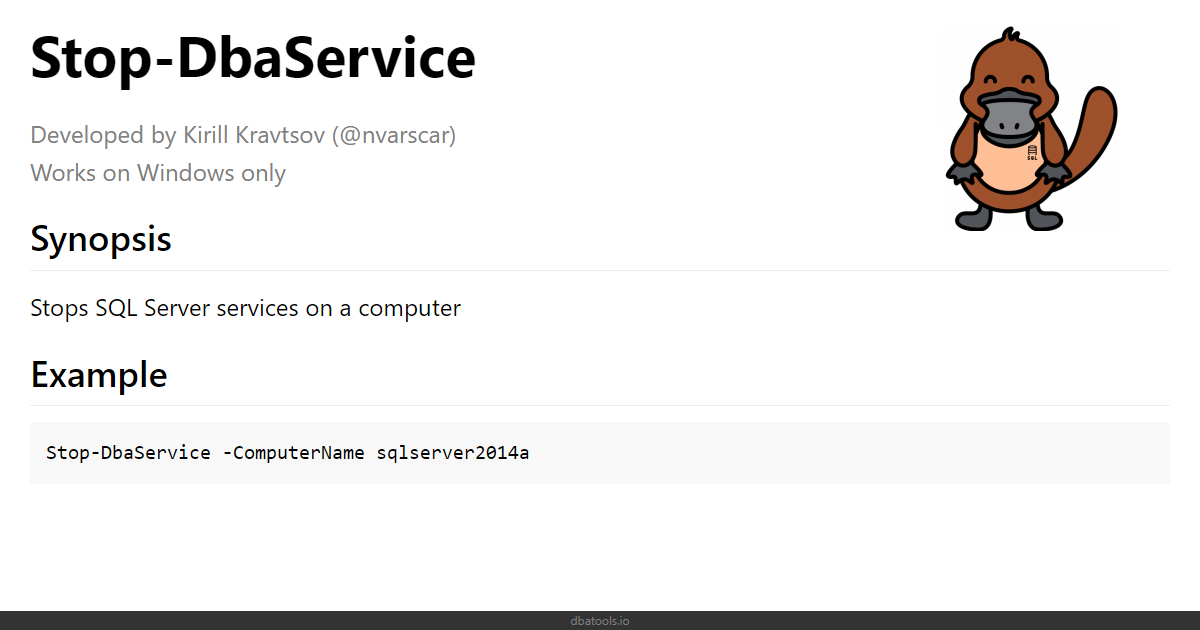 Stop-DbaService
Developed by Kirill Kravtsov (@nvarscar)
Works on Windows only
SQL
Synopsis
Stops SQL Server services on a computer
Example
Stop-DbaService -ComputerName sqlserver2014a
dbatools.io